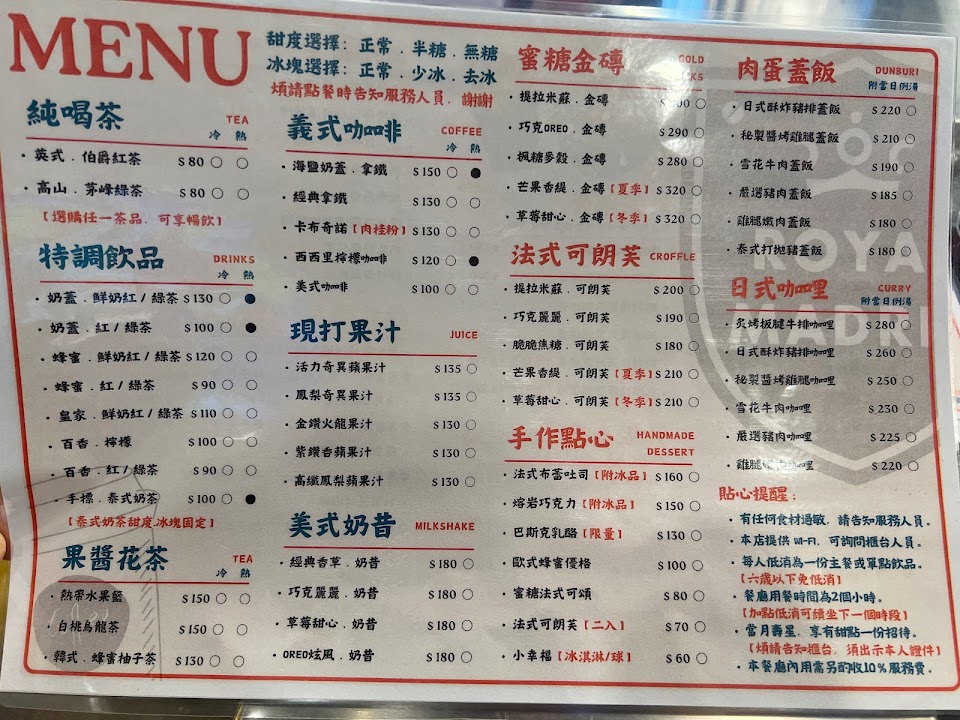 MENU
甜度選擇: 正常 . 半糖 . 無糖
冰塊選擇: 正常 . 少冰 . 去冰
煩請點餐時告知服務人員 . 謝謝
純喝茶 TEA
冷 熱
・英式 . 伯爵紅茶 $80 ○ ○
・高山 . 茅峰綠茶 $80 ○ ○
【選購任一茶品 . 可享暢飲】
特調飲品 DRINKS
冷 熱
・奶蓋 . 鮮奶紅 / 綠茶 $130 ○ ●
・奶蓋 . 紅 / 綠茶 $100 ○ ●
・蜂蜜 . 鮮奶紅 / 綠茶 $120 ○ ○
・蜂蜜 . 紅 / 綠茶 $90 ○ ○
・皇家 . 鮮奶紅 / 綠茶 $110 ○ ○
・百香 . 檸檬 $100 ○ ○
・百香 . 紅 / 綠茶 $90 ○ ○
・手標 . 泰式奶茶 $100 ○ ●
【泰式奶茶甜度.冰塊固定】
果醬花茶 TEA
冷 熱
・熱帶水果籃 $150 ○ ○
・白桃烏龍茶 $150 ○ ○
・韓式 . 蜂蜜柚子茶 $130 ○ ○
義式咖啡 COFFEE
冷 熱
・海鹽奶蓋 . 拿鐵 $150 ○ ●
・經典拿鐵 $130 ○ ○
・卡布奇諾【肉桂粉】$130 ○ ○
・西西里檸檬咖啡 $120 ○ ●
・美式咖啡 $100 ○ ○
現打果汁 JUICE
・活力奇異蘋果汁 $135 ○
・鳳梨奇異果汁 $135 ○
・金鑽火龍果汁 $130 ○
・紫鑽香蘋果汁 $130 ○
・高纖鳳梨蘋果汁 $130 ○
美式奶昔 MILKSHAKE
・經典香草 . 奶昔 $180 ○
・巧克麗麗 . 奶昔 $180 ○
・草莓甜心 . 奶昔 $180 ○
・OREO炫風 . 奶昔 $180 ○
蜜糖金磚 GOLD
・提拉米蘇 . 金磚
・巧克OREO . 金磚 $290 ○
・楓糖麥穀 . 金磚 $280 ○
・芒果香緹 . 金磚【夏季】$320 ○
・草莓甜心 . 金磚【冬季】$320 ○
法式可朗芙 CROFFLE
・提拉米蘇 . 可朗芙 $200 ○
・巧克麗麗 . 可朗芙 $190 ○
・脆脆焦糖 . 可朗芙 $180 ○
・芒果香緹 . 可朗芙【夏季】$210 ○
・草莓甜心 . 可朗芙【冬季】$210 ○
手作點心 HANDMADE
DESSERT
・法式布蕾吐司【附冰品】$160 ○
・熔岩巧克力【附冰品】 $150 ○
・巴斯克乳酪【限量】 $130 ○
・歐式蜂蜜優格 $100 ○
・蜜糖法式可頌 $80 ○
・法式可朗芙【二入】 $70 ○
・小幸福【冰淇淋/球】 $60 ○
肉蛋蓋飯 DUNBURI
附當日例湯
・日式酥炸豬排蓋飯 $220 ○
・秘製醬烤雞腿蓋飯 $210 ○
・雪花牛肉蓋飯 $190 ○
・嚴選豬肉蓋飯 $185 ○
・雞腿嫩肉蓋飯 $180 ○
・泰式打拋豬蓋飯 $180 ○
日式咖哩 CURRY
附當日例湯
・炙烤板腱牛排咖哩 $280 ○
・日式酥炸豬排咖哩 $260 ○
・秘製醬烤雞腿咖哩 $250 ○
・雪花牛肉咖哩 $230 ○
・嚴選豬肉咖哩 $225 ○
・雞腿嫩肉咖哩 $220 ○
貼心提醒:
・有任何食材過敏, 請告知服務人員。
・本店提供 WI-FI, 可詢問櫃台人員。
・每人低消為一份主餐或單點飲品。
【六歲以下免低消】
・餐廳用餐時間為2個小時。
【加點低消可續坐下一個時段】
・當月壽星, 享有甜點一份招待。
【煩請告知櫃台, 須出示本人證件】
・本餐廳內用需另酌收10%服務費。